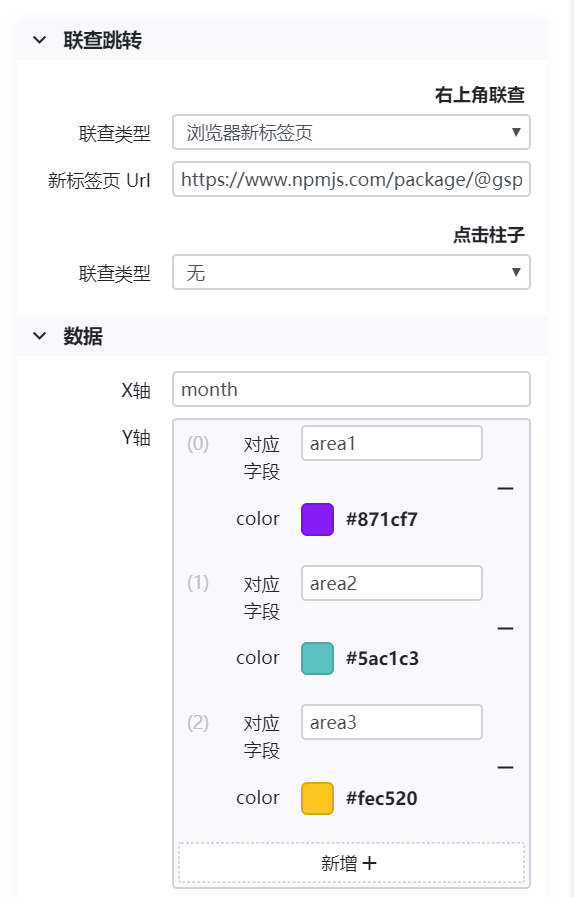 联查跳转
右上角联查
联查类型 浏览器新标签页
新标签页 Url https://www.npmjs.com/package/@gsp
点击柱子
联查类型 无
数据
X轴 month
Y轴
(0) 对应字段 area1
color #871cf7
(1) 对应字段 area2
color #5ac1c3
(2) 对应字段 area3
color #fec520
新增